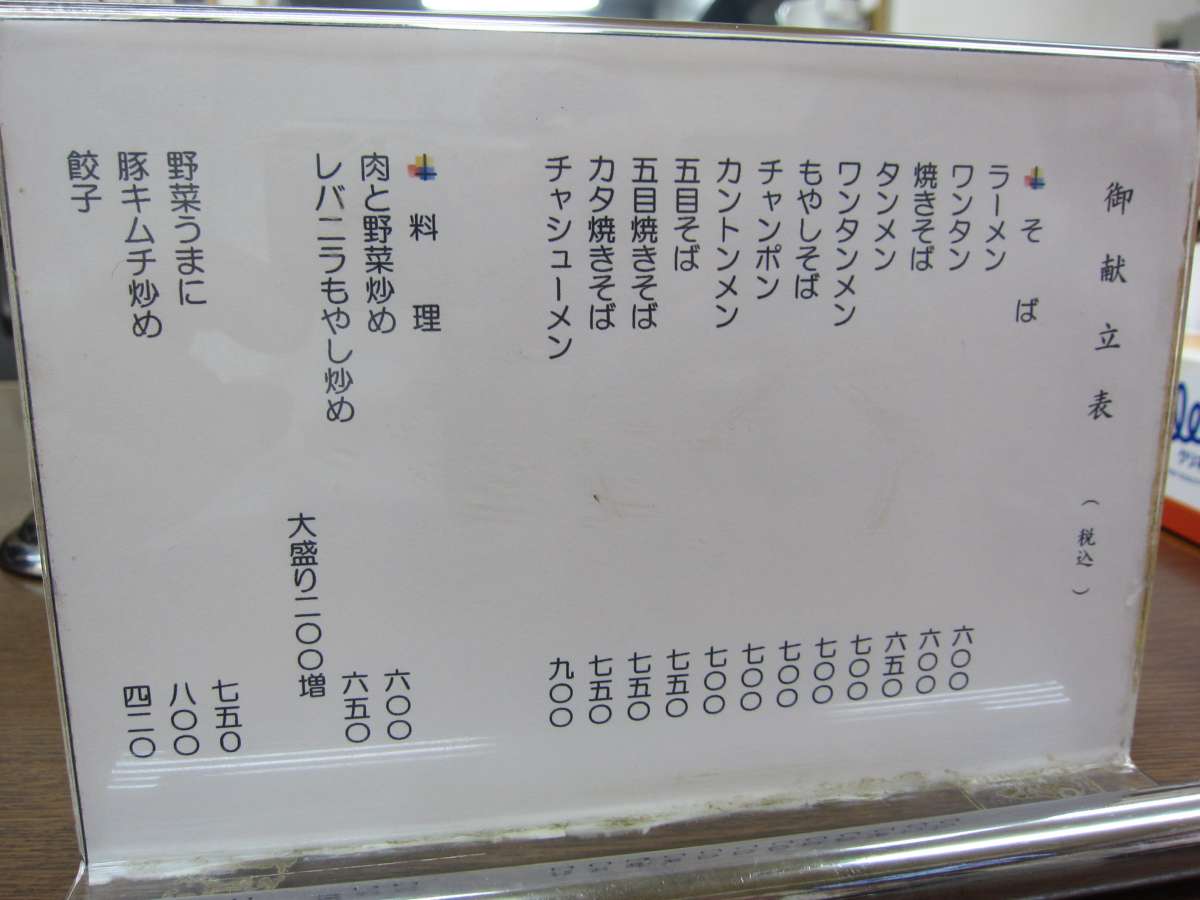 御献立表 （税込）
そば
ラーメン 六〇〇
ワンタン 六〇〇
焼きそば 六五〇
タンメン 七〇〇
ワンタンメン 七〇〇
もやしそば 七〇〇
チャンポン 七〇〇
カントンメン 七〇〇
五目そば 七五〇
五目焼きそば 七五〇
カタ焼きそば 七五〇
チャシューメン 九〇〇
料理
肉と野菜炒め 六〇〇
レバニラもやし炒め 六五〇
大盛り二〇〇増
野菜うまに 七五〇
豚キムチ炒め 八〇〇
餃子 四二〇